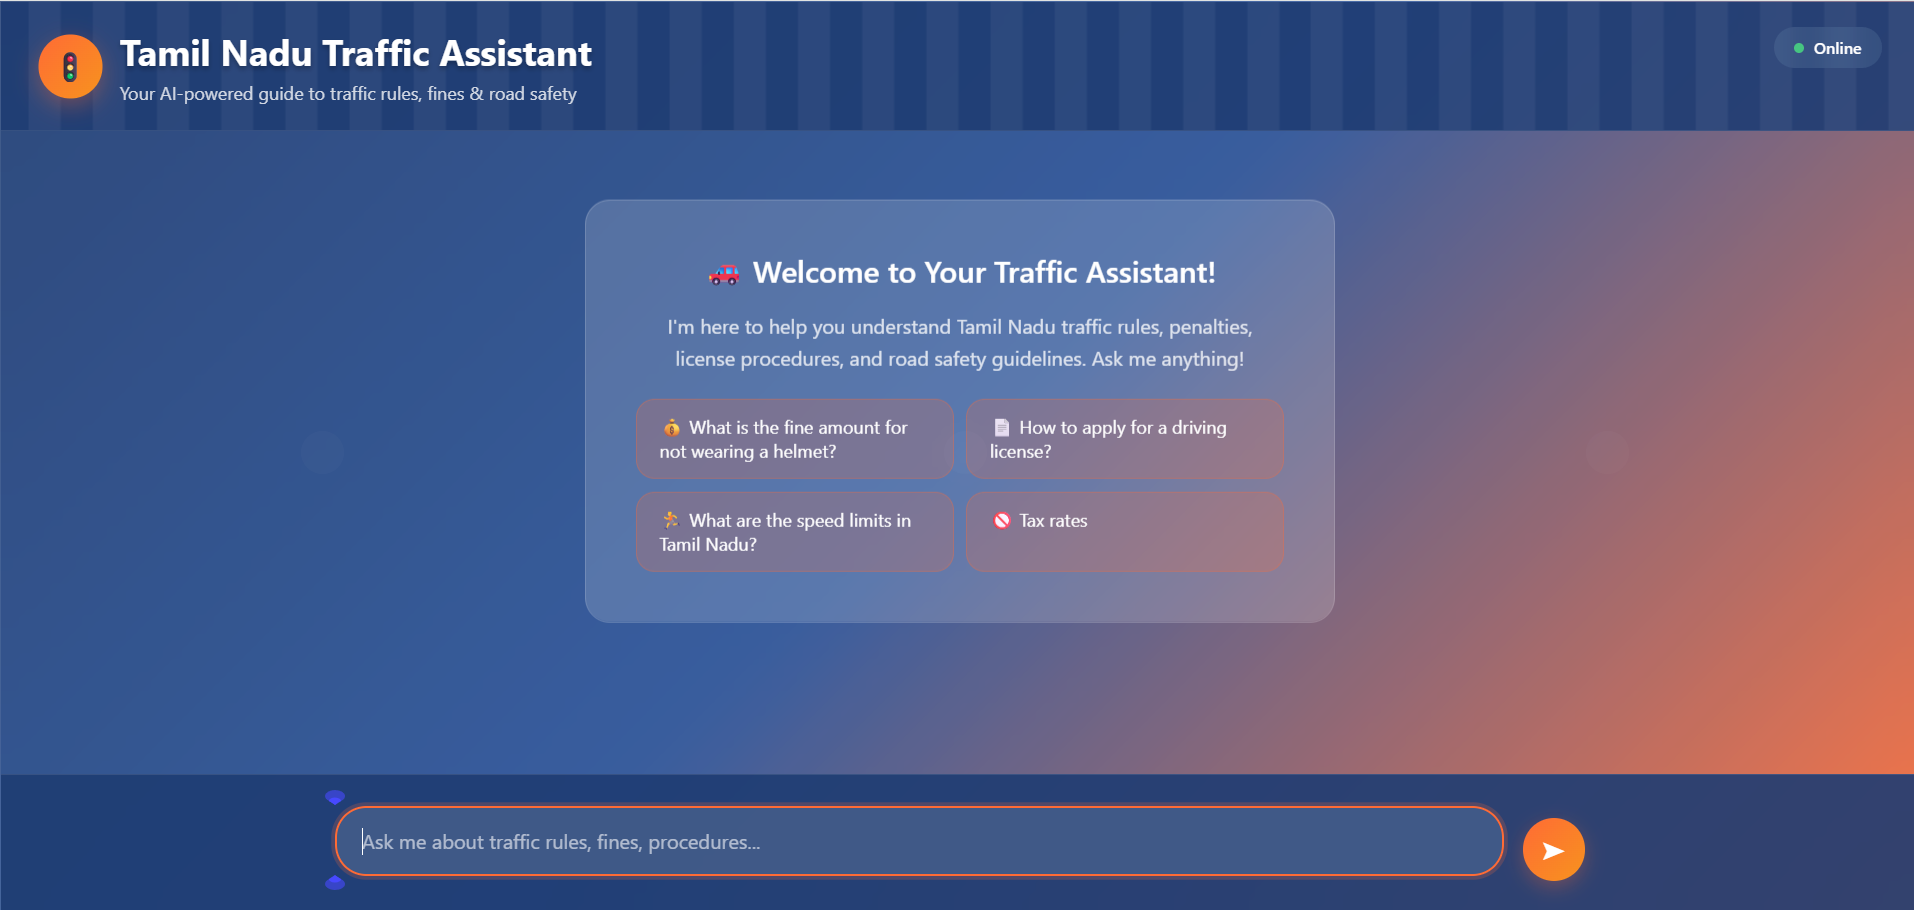 Tamil Nadu Traffic Assistant
Your AI-powered guide to traffic rules, fines & road safety
Online
🚗 Welcome to Your Traffic Assistant!
I'm here to help you understand Tamil Nadu traffic rules, penalties,
license procedures, and road safety guidelines. Ask me anything!
💰 What is the fine amount for
not wearing a helmet?
📄 How to apply for a driving
license?
🏃 What are the speed limits in
Tamil Nadu?
🚫 Tax rates
Ask me about traffic rules, fines, procedures...